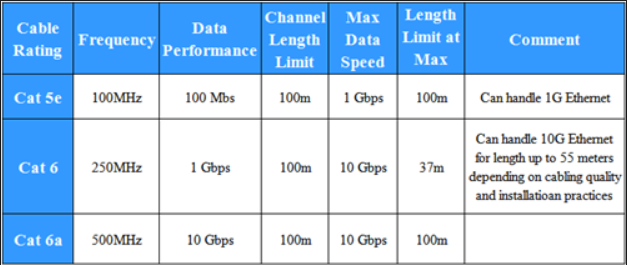 Cable Rating Frequency Data Performance Channel Length Limit Max Data Speed Length Limit at Max Comment
Cat 5e 100MHz 100 Mbs 100m 1 Gbps 100m Can handle 1G Ethernet
Cat 6 250MHz 1 Gbps 100m 10 Gbps 37m Can handle 10G Ethernet
for length up to 55 meters
depending on cabling quality
and installatioan practices
Cat 6a 500MHz 10 Gbps 100m 10 Gbps 100m